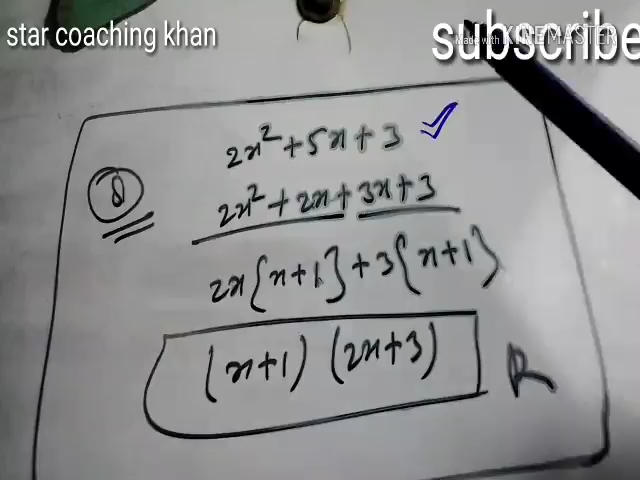 star coaching khan
subscribe
Made with KINEMASTER
2x² + 5x + 3 ✓
2x² + 2x + 3x + 3
2x{x+1} + 3{x+1}
(x+1) (2x+3)